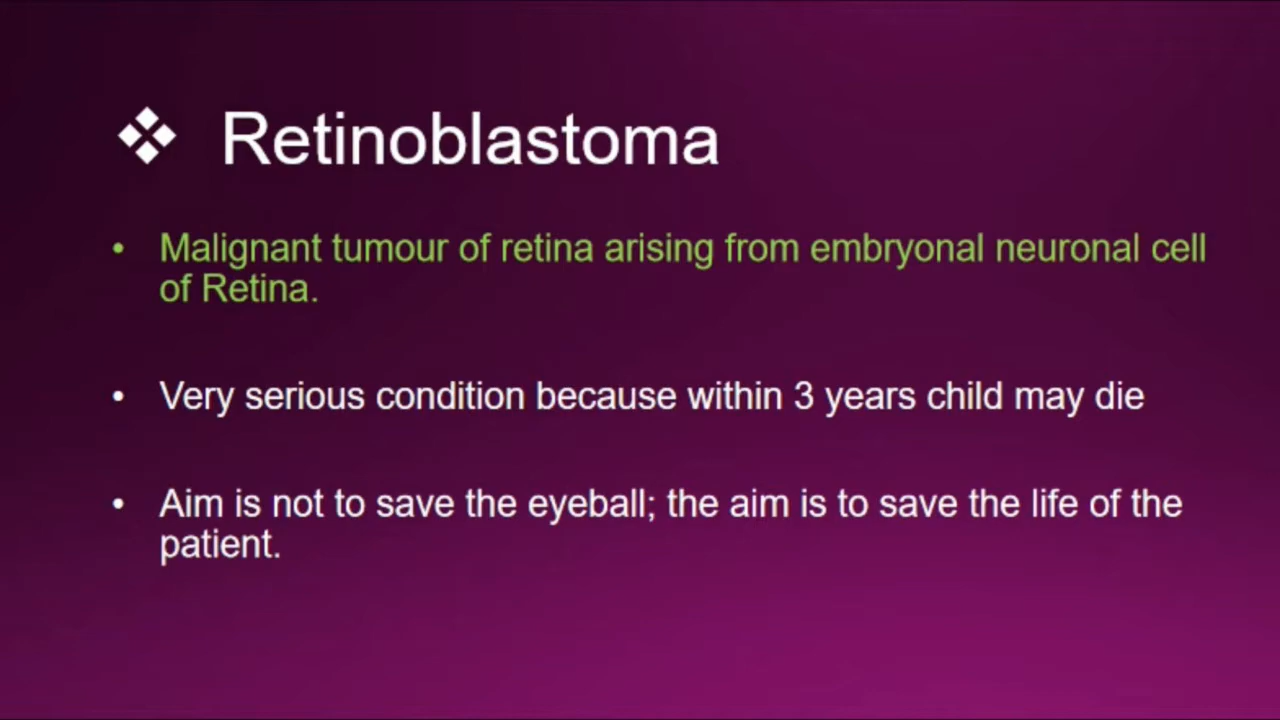 ❖ Retinoblastoma
• Malignant tumour of retina arising from embryonal neuronal cell
of Retina.
• Very serious condition because within 3 years child may die
• Aim is not to save the eyeball; the aim is to save the life of the
patient.